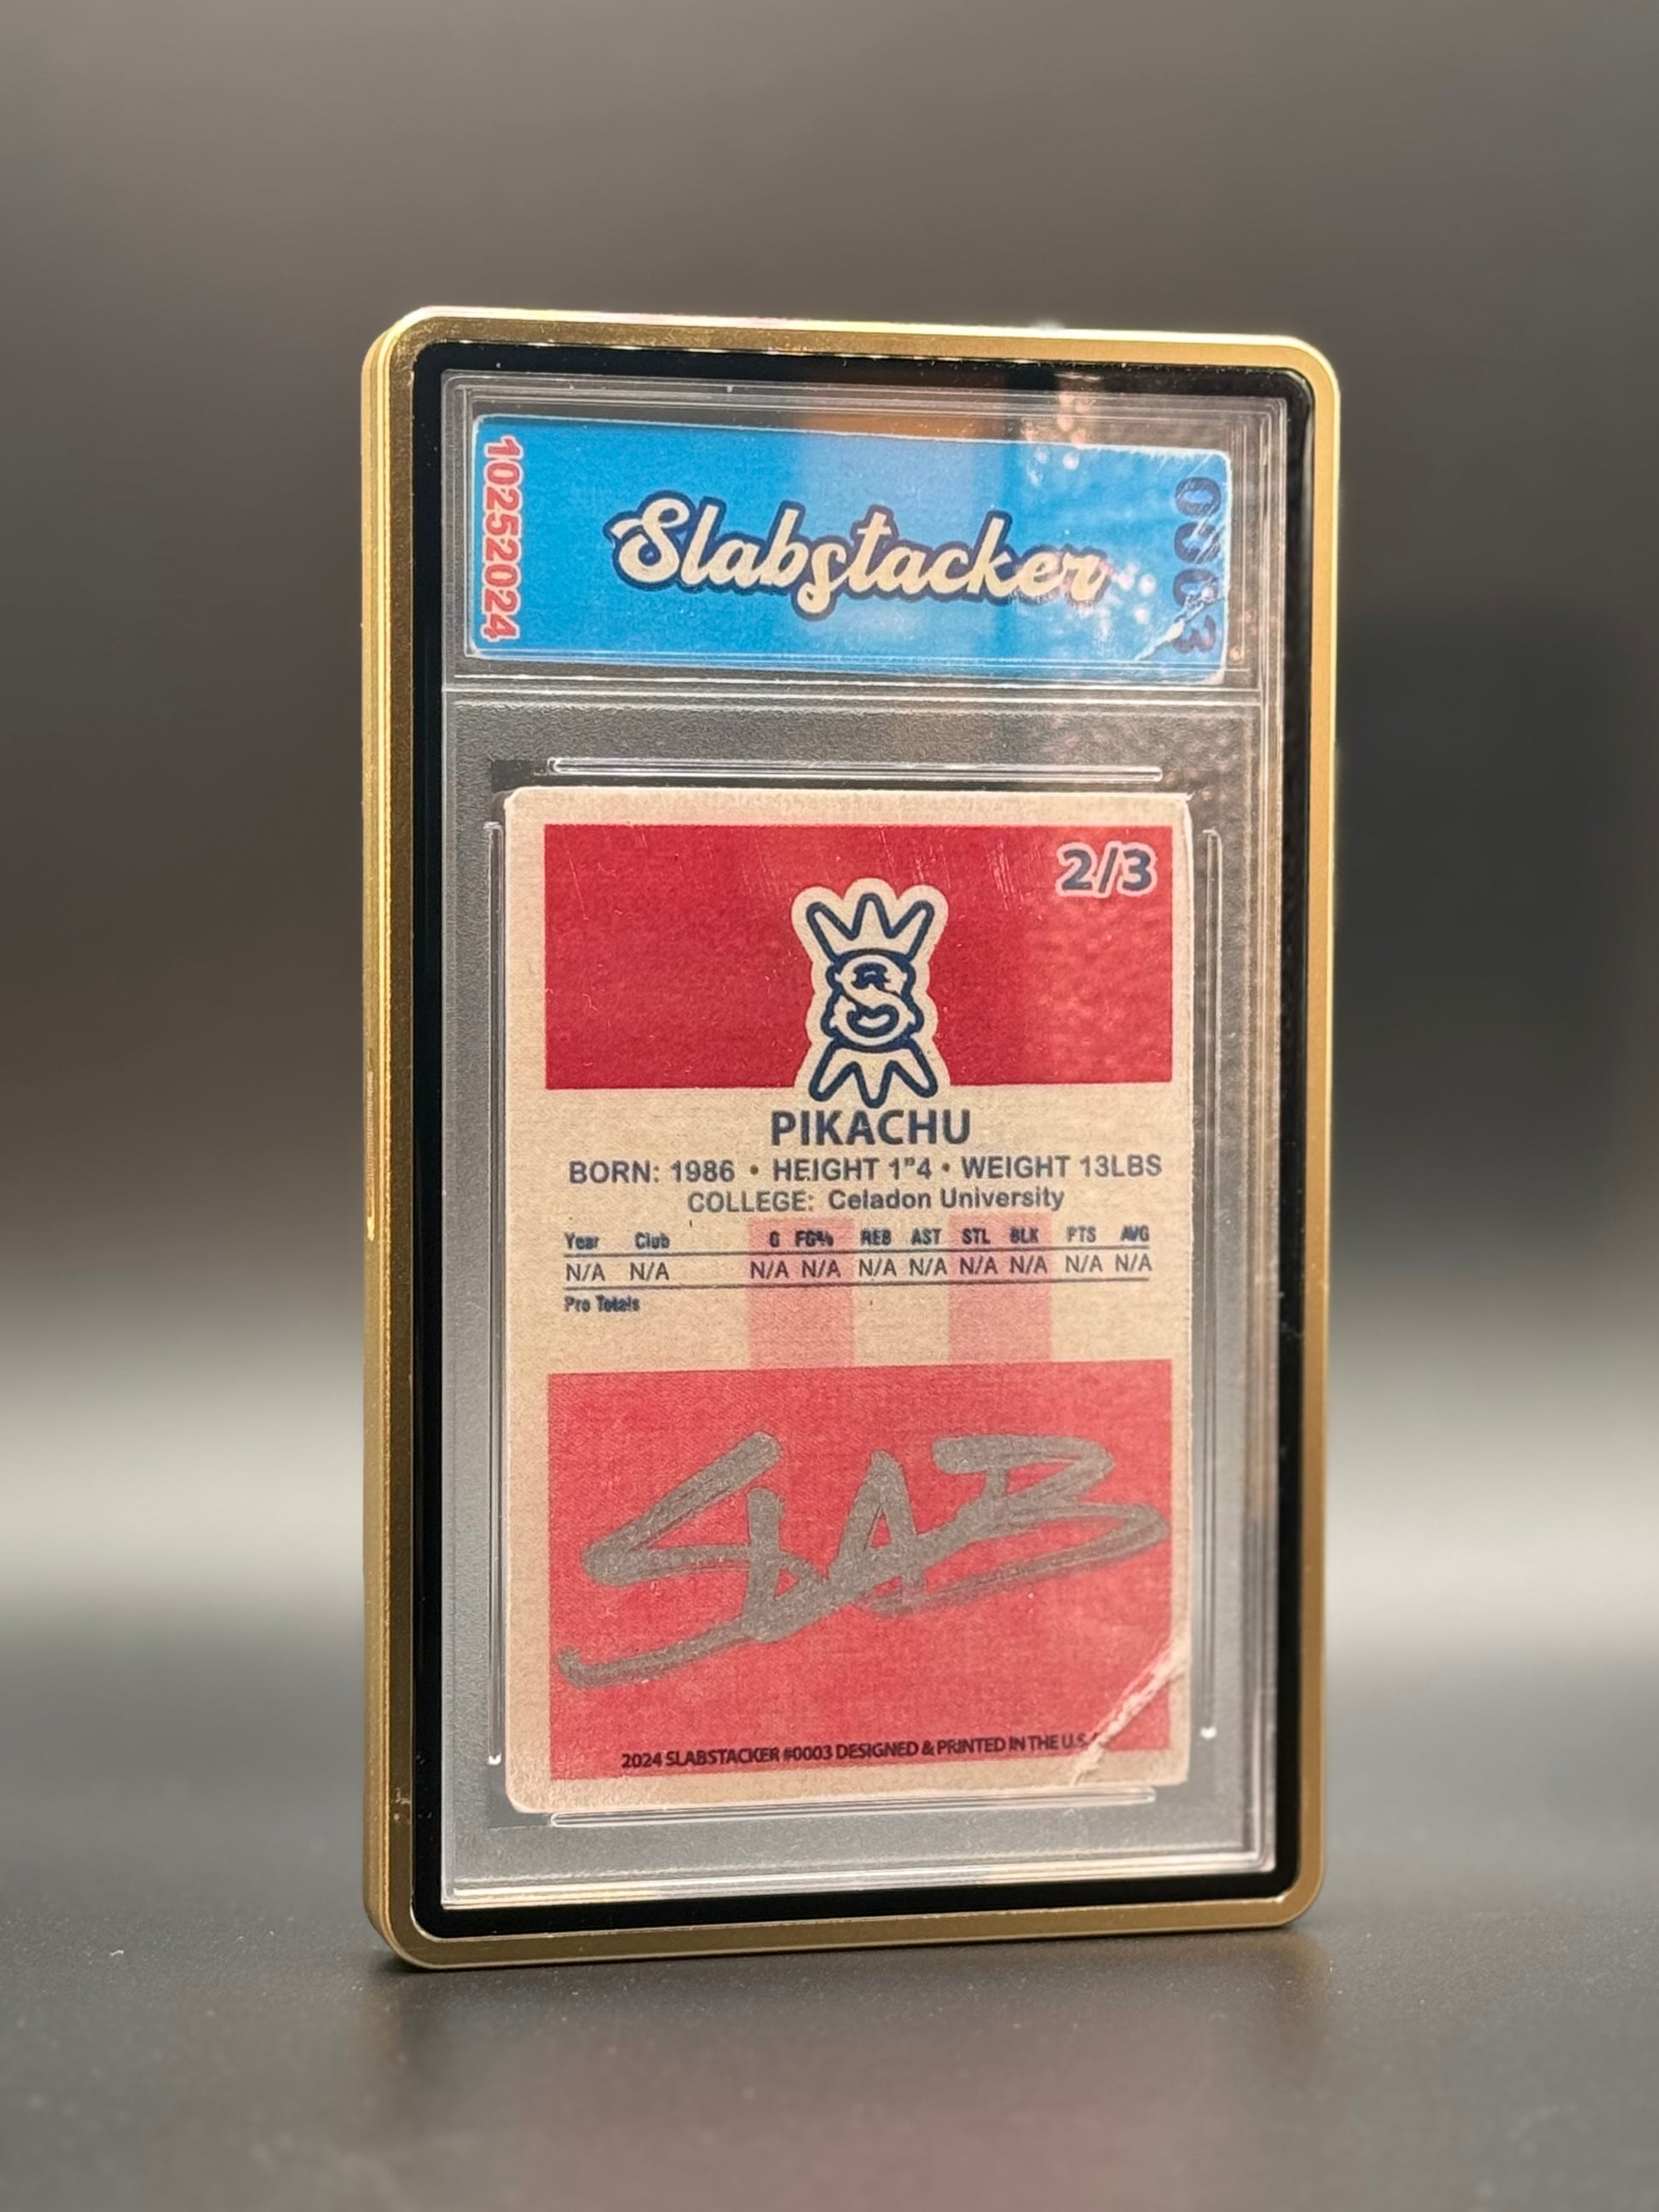 10252024
Slabstacker
0003
2/3
S
PIKACHU
BORN: 1986 • HEIGHT 1"4 • WEIGHT 13LBS
COLLEGE: Celadon University
Year Club G FG% REB AST STL BLK PTS AVG
N/A N/A N/A N/A N/A N/A N/A N/A N/A N/A
Pro Totals
SLAB
2024 SLABSTACKER #0003 DESIGNED & PRINTED IN THE U.S.